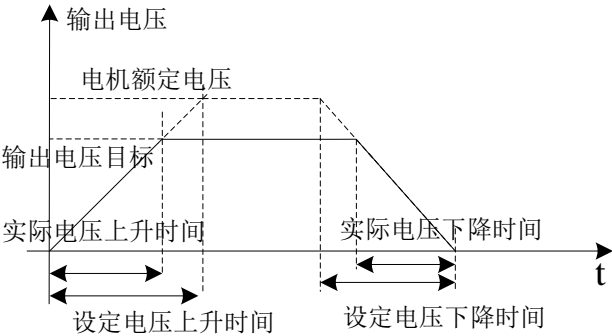 输出电压
电机额定电压
输出电压目标
实际电压上升时间
实际电压下降时间
t
设定电压上升时间
设定电压下降时间